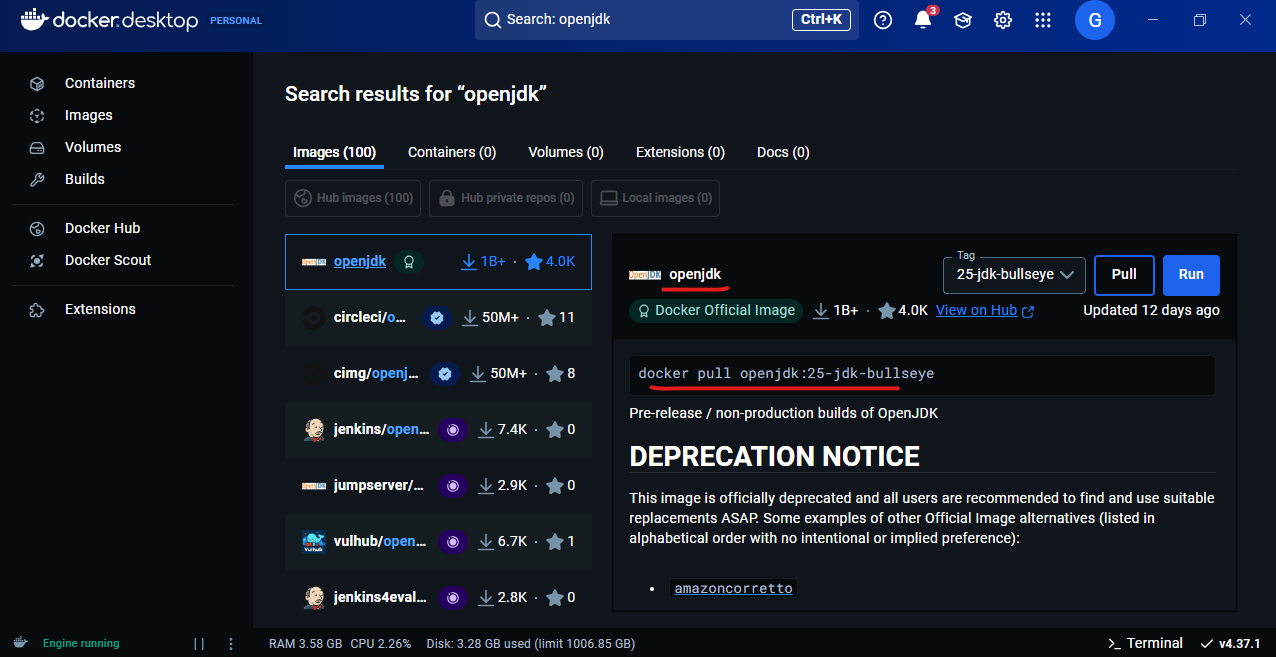 docker.desktop PERSONAL
Search: openjdk Ctrl+K
3
G
Containers
Images
Volumes
Builds
Docker Hub
Docker Scout
Extensions
Search results for “openjdk”
Images (100) Containers (0) Volumes (0) Extensions (0) Docs (0)
Hub images (100) Hub private repos (0) Local images (0)
OpenJDK openjdk 1B+ · 4.0K
circleci/o... 50M+ · 11
cimg/openj... 50M+ · 8
jenkins/open... 7.4K · 0
jumpserver/... 2.9K · 0
Vulhub vulhub/open... 6.7K · 1
jenkins4eval... 2.8K · 0
OpenJDK openjdk
Tag
25-jdk-bullseye
Pull
Run
Docker Official Image 1B+ · 4.0K View on Hub Updated 12 days ago
docker pull openjdk:25-jdk-bullseye
Pre-release / non-production builds of OpenJDK
DEPRECATION NOTICE
This image is officially deprecated and all users are recommended to find and use suitable
replacements ASAP. Some examples of other Official Image alternatives (listed in
alphabetical order with no intentional or implied preference):
• amazoncorretto
Engine running
RAM 3.58 GB CPU 2.26% Disk: 3.28 GB used (limit 1006.85 GB)
Terminal v4.37.1